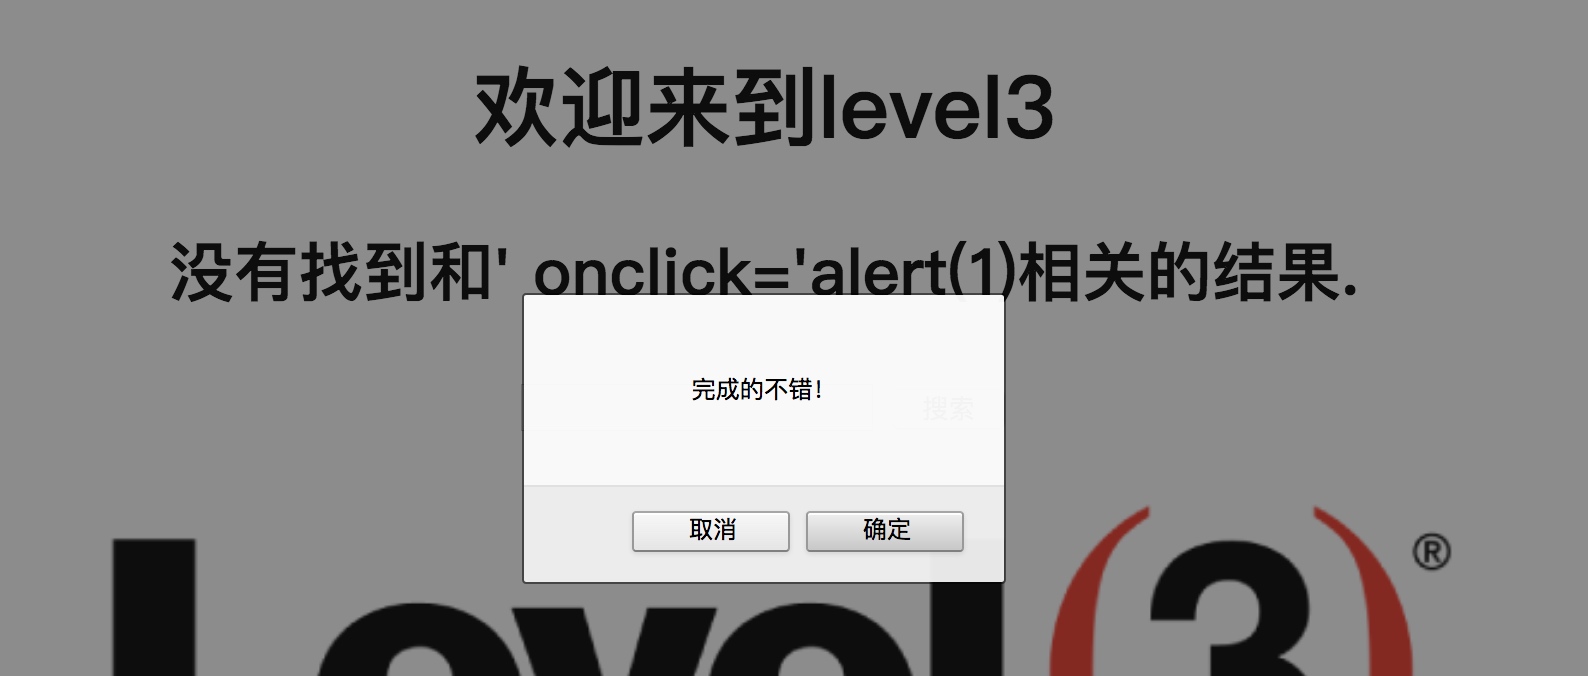 欢迎来到level3
没有找到和' onclick='alert(1)相关的结果.
完成的不错!
搜索
取消 确定
Level(3)®